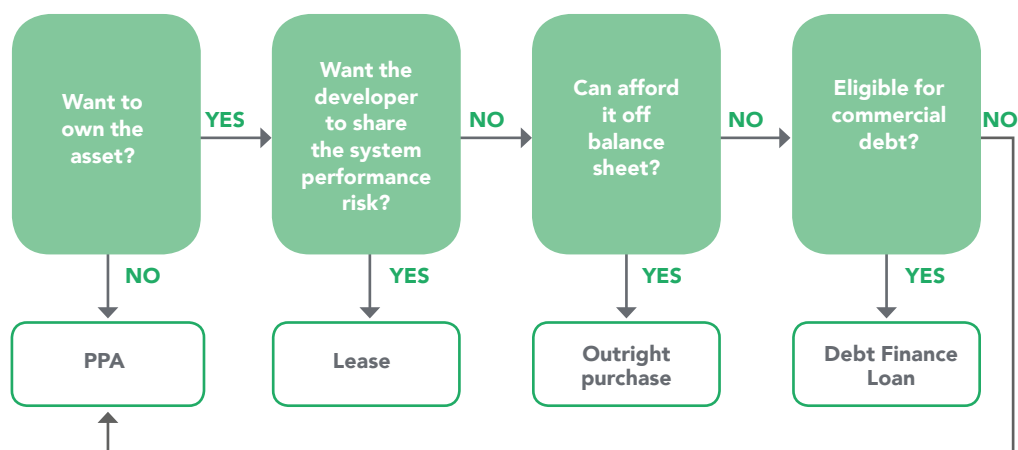 Want to
own the
asset?
YES
Want the
developer
to share
the system
performance
risk?
NO
Can afford
it off
balance
sheet?
NO
Eligible for
commercial
debt?
NO
NO
YES
YES
YES
PPA
Lease
Outright
purchase
Debt Finance
Loan